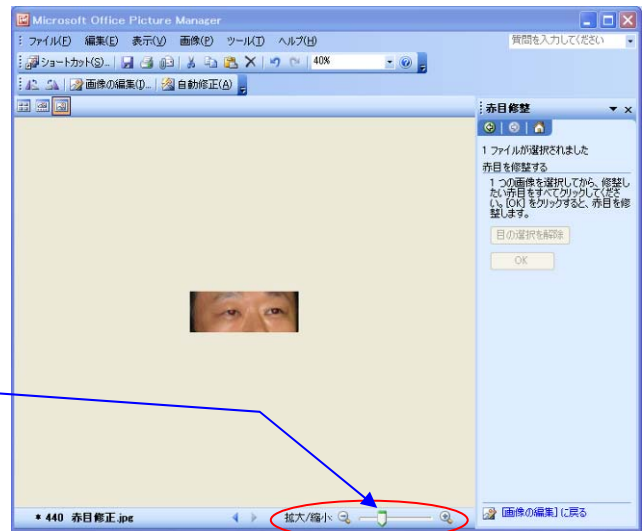 Microsoft Office Picture Manager
ファイル(F) 編集(E) 表示(V) 画像(P) ツール(T) ヘルプ(H) 質問を入力してください
ショートカット(S)... 40%
画像の編集(I)... 自動修正(A)
赤目修整
1 ファイルが選択されました
赤目を修整する
1 つの画像を選択してから、修整し
たい赤目をすべてクリックしてくださ
い。[OK] をクリックすると、赤目を修
整します。
目の選択を解除
OK
* 440 赤目修正.jpg 拡大/縮小: [画像の編集] に戻る